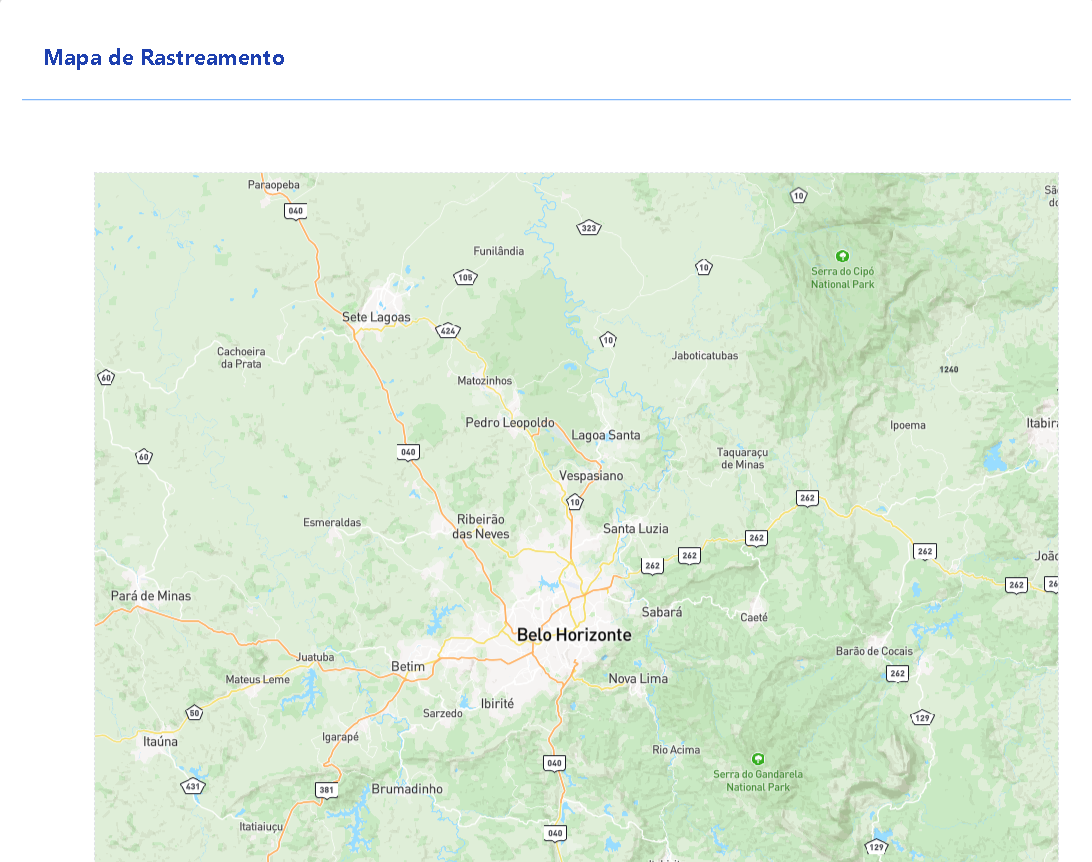 Mapa de Rastreamento
Paraopeba
040
10
323
Funilândia
10
105
Serra do Cipó
National Park
Sete Lagoas
424
10
Cachoeira
da Prata
Jaboticatubas
60
Matozinhos
1240
Pedro Leopoldo
Ipoema
Lagoa Santa
040
60
Taquaraçu
de Minas
Vespasiano
10
262
Esmeraldas
Ribeirão
das Neves
Santa Luzia
262
262
262
262
262
Pará de Minas
Sabará
Caeté
Belo Horizonte
Barão de Cocais
Juatuba
Betim
262
Mateus Leme
Nova Lima
Ibirité
50
Sarzedo
129
Itaúna
Igarapé
Rio Acima
040
Serra do Gandarela
National Park
431
381
Brumadinho
Itatiaiuçu
040
129